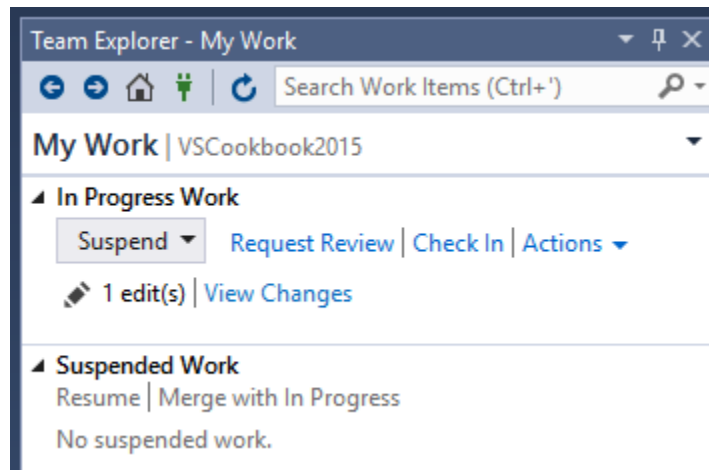 Team Explorer - My Work
Search Work Items (Ctrl+')
My Work | VSCookbook2015
In Progress Work
Suspend Request Review | Check In | Actions
1 edit(s) | View Changes
Suspended Work
Resume | Merge with In Progress
No suspended work.